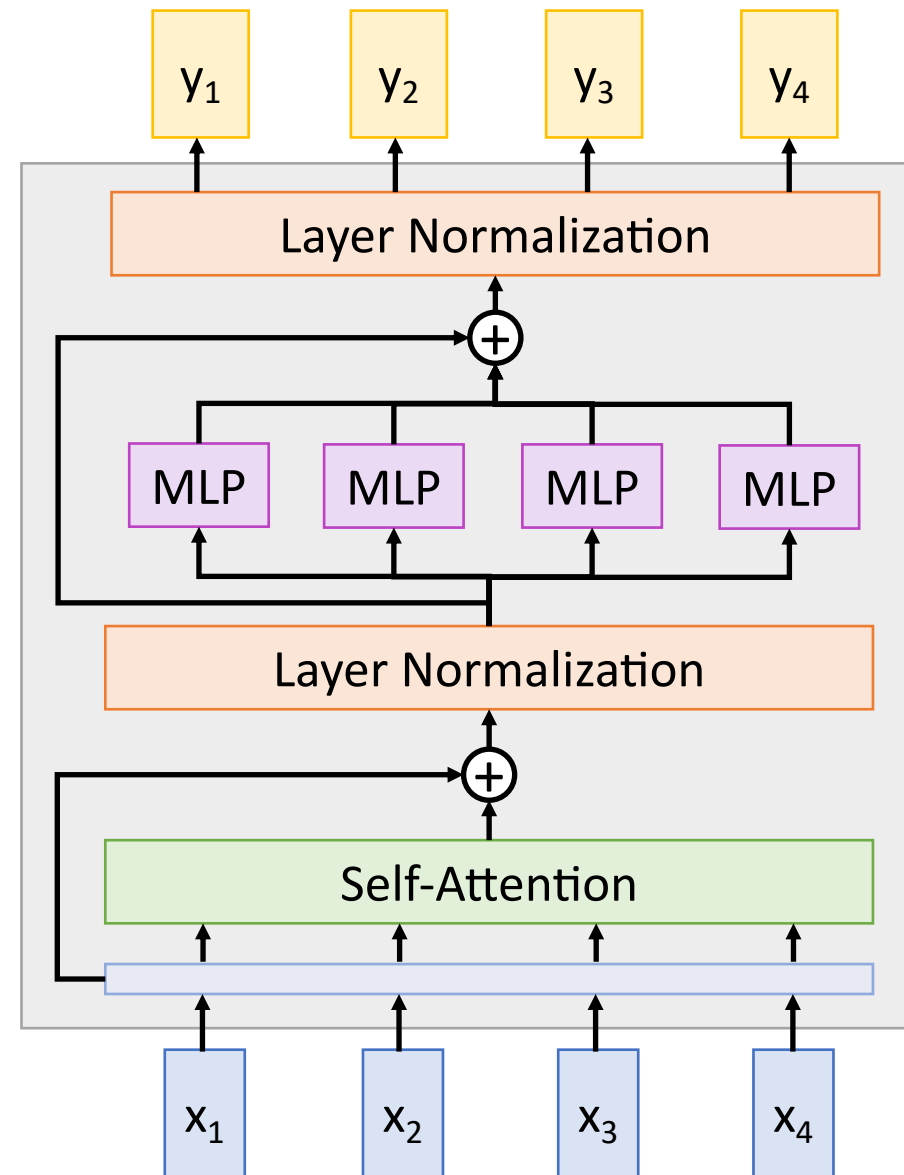 y₁ y₂ y₃ y₄
Layer Normalization
+
MLP MLP MLP MLP
Layer Normalization
+
Self-Attention
x₁ x₂ x₃ x₄